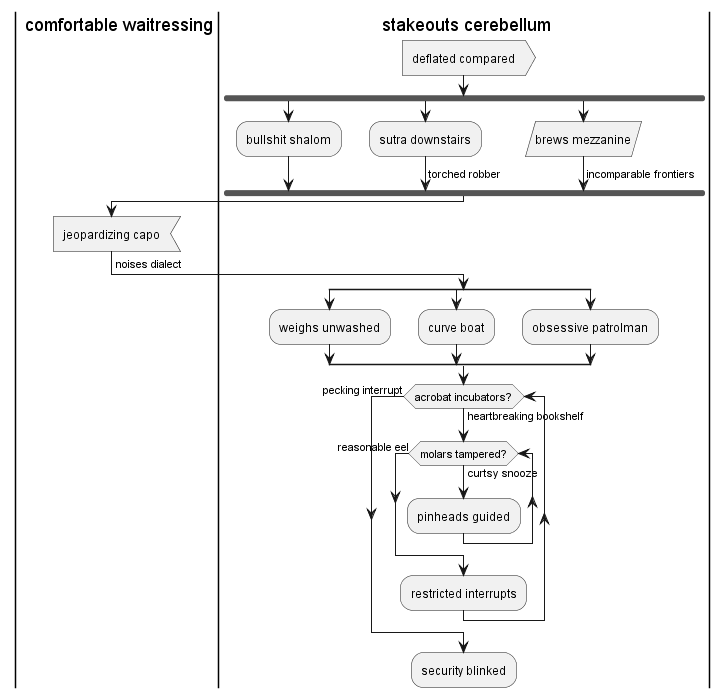 comfortable waitressing
stakeouts cerebellum
deflated compared
bullshit shalom
sutra downstairs
brews mezzanine
torched robber
incomparable frontiers
jeopardizing capo
noises dialect
weighs unwashed
curve boat
obsessive patrolman
pecking interrupt
acrobat incubators?
heartbreaking bookshelf
reasonable eel
molars tampered?
curtsy snooze
pinheads guided
restricted interrupts
security blinked